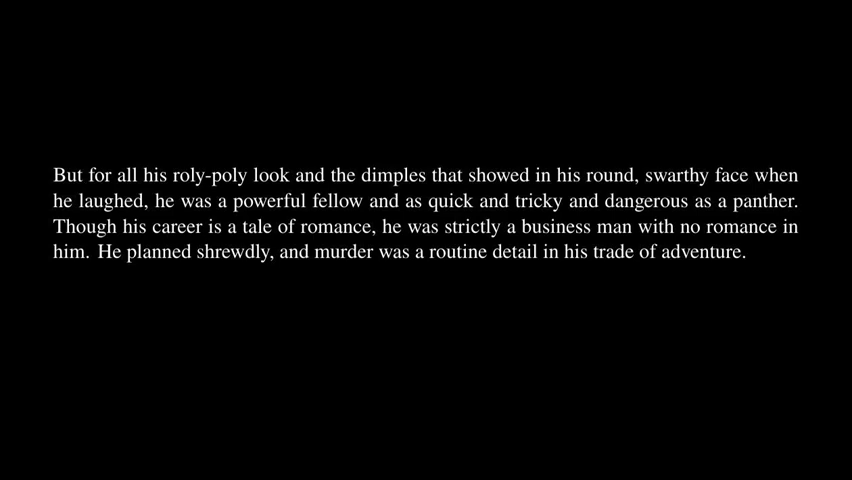 But for all his roly-poly look and the dimples that showed in his round, swarthy face when
he laughed, he was a powerful fellow and as quick and tricky and dangerous as a panther.
Though his career is a tale of romance, he was strictly a business man with no romance in
him. He planned shrewdly, and murder was a routine detail in his trade of adventure.